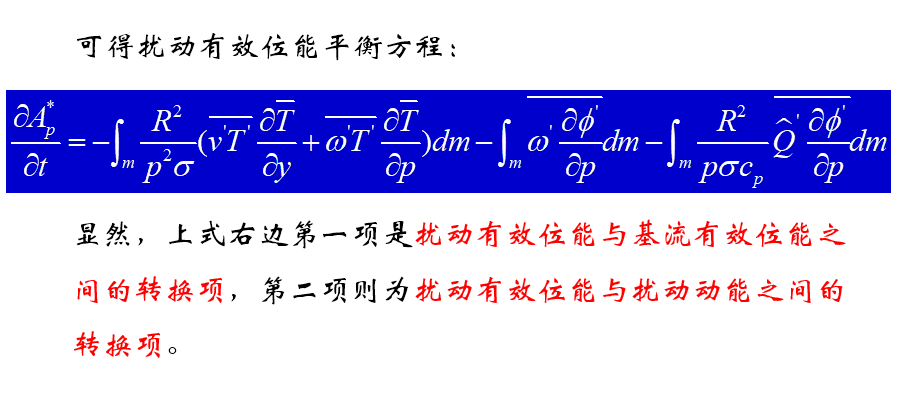 可得扰动有效位能平衡方程：
$\frac{\partial A_p^*}{\partial t} = -\int_m \frac{R^2}{p^2\sigma}(\overline{v'T'}\frac{\partial \overline{T}}{\partial y} + \overline{\omega'T'}\frac{\partial \overline{T}}{\partial p})dm - \int_m \overline{\omega'\frac{\partial \phi'}{\partial p}}dm - \int_m \frac{R^2}{p\sigma c_p}\overline{\hat{Q}'\frac{\partial \phi'}{\partial p}}dm$
显然，上式右边第一项是扰动有效位能与基流有效位能之
间的转换项，第二项则为扰动有效位能与扰动动能之间的
转换项。